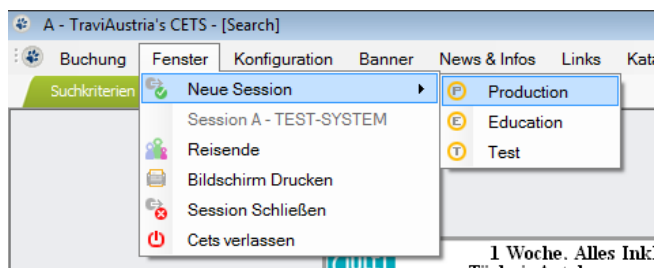 A - TraviAustria's CETS - [Search]
Buchung Fenster Konfiguration Banner News & Infos Links
Suchkriterien
Neue Session
Session A - TEST-SYSTEM
Reisende
Bildschirm Drucken
Session Schließen
Cets verlassen
P Production
E Education
T Test
1 Woche, Alles